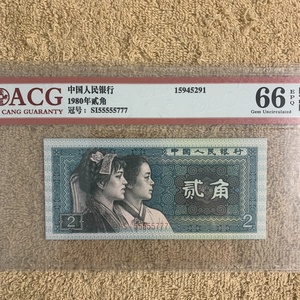 ACG
CANG GUARANTY
中国人民银行
1980年贰角
冠号：SI55555777
15945291
66
EPQ
Gem Uncirculated
中国人民银行
贰角
SI55555777
2
2